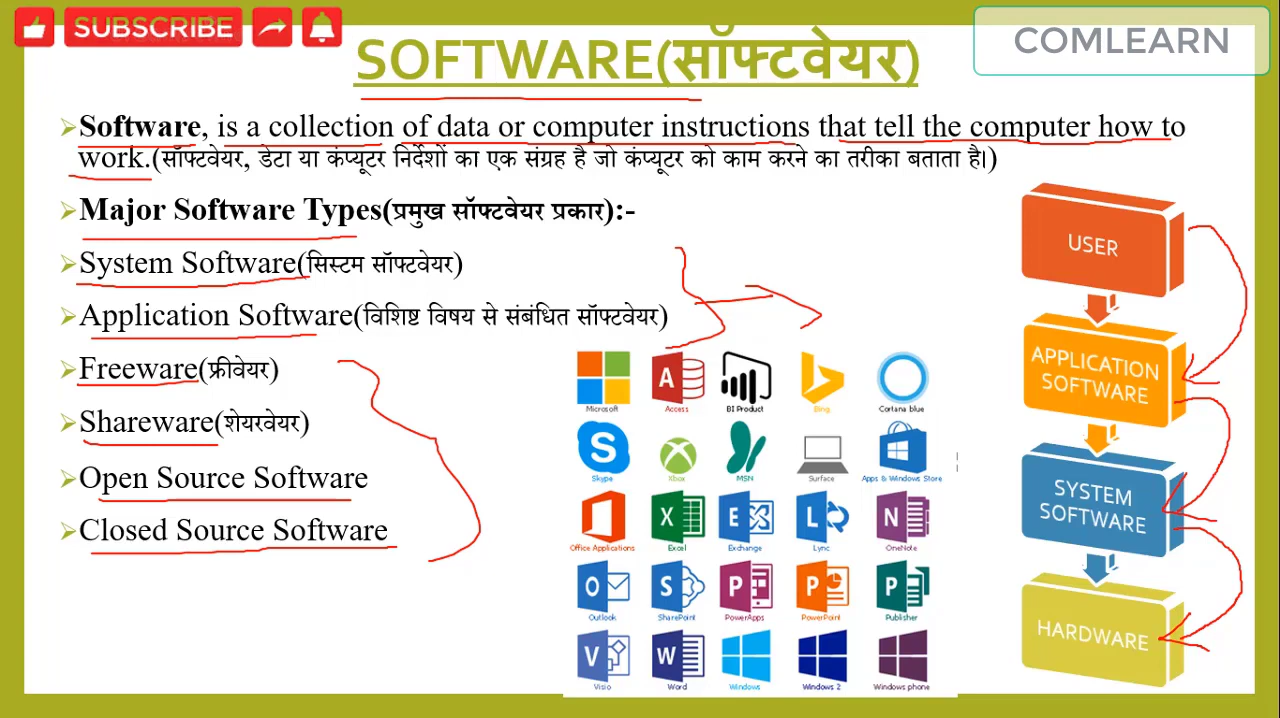 SUBSCRIBE
COMLEARN
SOFTWARE(सॉफ्टवेयर)
Software, is a collection of data or computer instructions that tell the computer how to
work.(सॉफ्टवेयर, डेटा या कंप्यूटर निर्देशों का एक संग्रह है जो कंप्यूटर को काम करने का तरीका बताता है।)
Major Software Types(प्रमुख सॉफ्टवेयर प्रकार):-
System Software(सिस्टम सॉफ्टवेयर)
Application Software(विशिष्ट विषय से संबंधित सॉफ्टवेयर)
Freeware(फ्रीवेयर)
Shareware(शेयरवेयर)
Open Source Software
Closed Source Software
Microsoft Access BI Product Bing Cortana blue
Skype Xbox MSN Surface Apps & Windows Store
Office Applications Excel Exchange Lync OneNote
Outlook SharePoint PowerApps PowerPoint Publisher
Visio Word Windows Windows 2 Windows phone
USER
APPLICATION
SOFTWARE
SYSTEM
SOFTWARE
HARDWARE